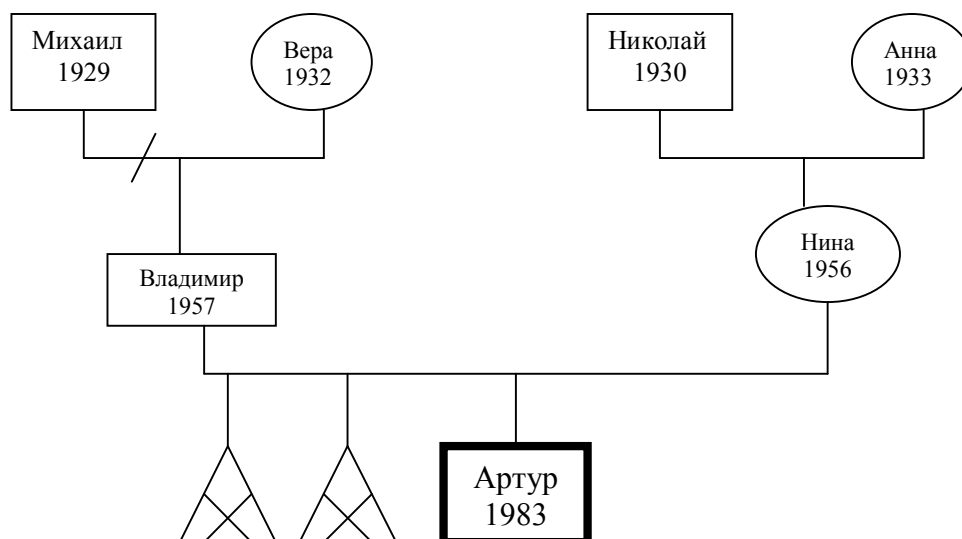 Михаил
1929
Вера
1932
Николай
1930
Анна
1933
Владимир
1957
Нина
1956
Артур
1983